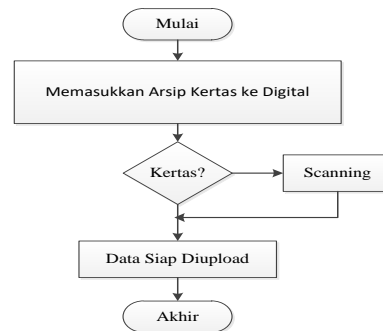 Mulai
Memasukkan Arsip Kertas ke Digital
Kertas?
Scanning
Data Siap Diupload
Akhir